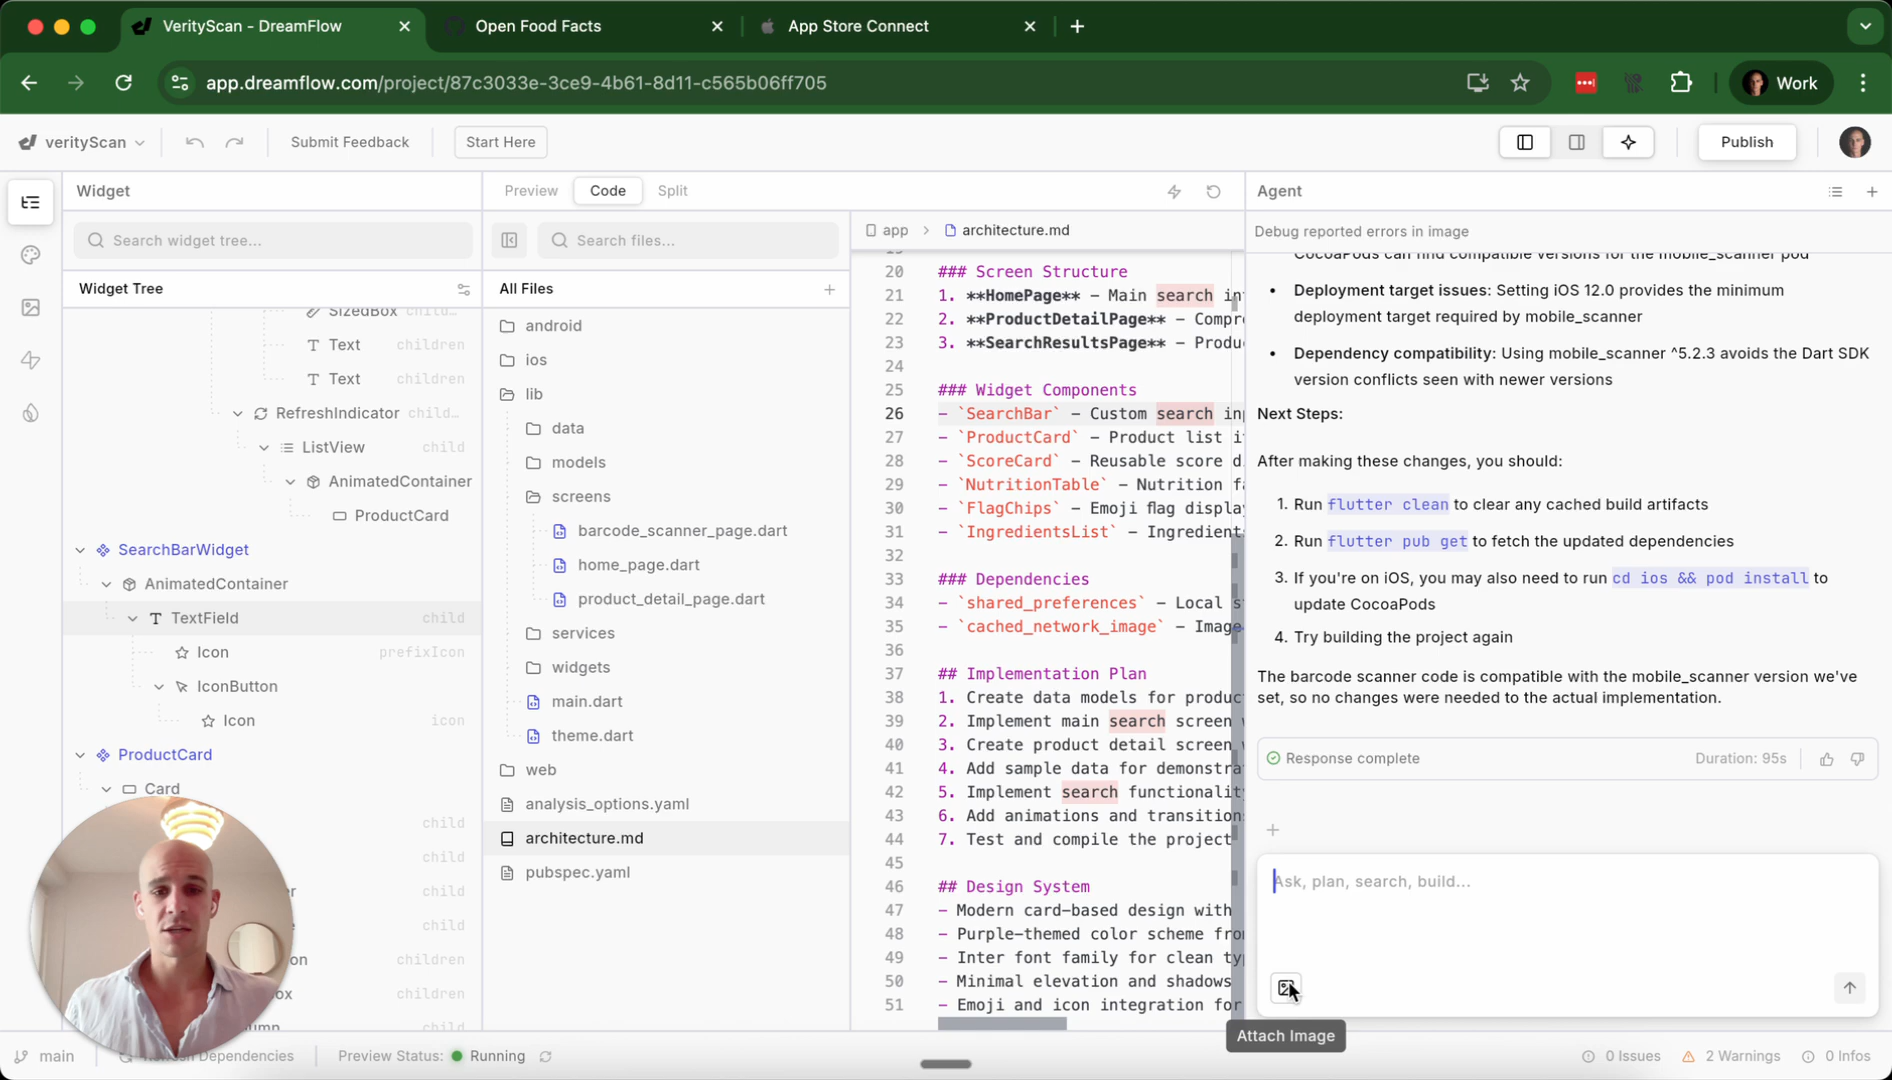 VerityScan - DreamFlow
Open Food Facts
App Store Connect
app.dreamflow.com/project/87c3033e-3ce9-4b61-8d11-c565b06ff705
Work
verityScan
Submit Feedback
Start Here
Publish
Widget
Preview
Code
Split
Agent
Search widget tree...
Search files...
app
architecture.md
Debug reported errors in image
Widget Tree
All Files
SizedBox child...
Text children
Text children
RefreshIndicator child...
ListView child
AnimatedContainer
ProductCard
SearchBarWidget
AnimatedContainer
TextField child
Icon prefixIcon
IconButton
Icon icon
ProductCard
Card
child
child
child
child
children
children
child
android
ios
lib
data
models
screens
barcode_scanner_page.dart
home_page.dart
product_detail_page.dart
services
widgets
main.dart
theme.dart
web
analysis_options.yaml
architecture.md
pubspec.yaml
20 ### Screen Structure
21 1. **HomePage** - Main search in
22 2. **ProductDetailPage** - Compr
23 3. **SearchResultsPage** - Produ
24
25 ### Widget Components
26 - `SearchBar` - Custom search in
27 - `ProductCard` - Product list i
28 - `ScoreCard` - Reusable score d
29 - `NutritionTable` - Nutrition fa
30 - `FlagChips` - Emoji flag displa
31 - `IngredientsList` - Ingredient
32
33 ### Dependencies
34 - `shared_preferences` - Local s
35 - `cached_network_image` - Imag
36
37 ## Implementation Plan
38 1. Create data models for produc
39 2. Implement main search screen w
40 3. Create product detail screen w
41 4. Add sample data for demonstra
42 5. Implement search functionalit
43 6. Add animations and transition
44 7. Test and compile the project
45
46 ## Design System
47 - Modern card-based design with
48 - Purple-themed color scheme fro
49 - Inter font family for clean ty
50 - Minimal elevation and shadows
51 - Emoji and icon integration for
CocoaPods can find compatible versions for the mobile_scanner pod
• Deployment target issues: Setting iOS 12.0 provides the minimum
deployment target required by mobile_scanner
• Dependency compatibility: Using mobile_scanner ^5.2.3 avoids the Dart SDK
version conflicts seen with newer versions
Next Steps:
After making these changes, you should:
1. Run flutter clean to clear any cached build artifacts
2. Run flutter pub get to fetch the updated dependencies
3. If you're on iOS, you may also need to run cd ios && pod install to
update CocoaPods
4. Try building the project again
The barcode scanner code is compatible with the mobile_scanner version we've
set, so no changes were needed to the actual implementation.
Response complete
Duration: 95s
Ask, plan, search, build...
Attach Image
main
Dependencies
Preview Status: Running
0 Issues
2 Warnings
0 Infos